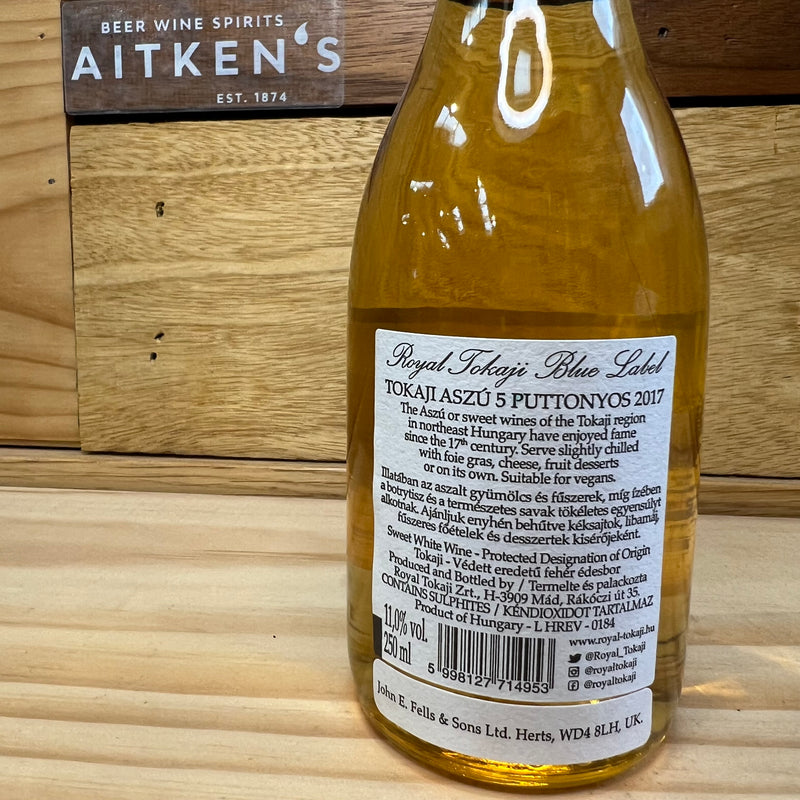 BEER WINE SPIRITS
AITKEN'S
EST. 1874
Royal Tokaji Blue Label
TOKAJI ASZÚ 5 PUTTONYOS 2017
The Aszú or sweet wines of the Tokaji region
in northeast Hungary have enjoyed fame
since the 17th century. Serve slightly chilled
with foie gras, cheese, fruit desserts
or on its own. Suitable for vegans.
Illatában az aszalt gyümölcs és fűszerek, míg ízében
a botrytisz és a természetes savak tökéletes egyensúlyt
alkotnak. Ajánljuk enyhén behűtve kéksajtok, libamáj,
fűszeres főételek és desszertek kisérőjeként.
Sweet White Wine - Protected Designation of Origin
Tokaji - Védett eredetű fehér édesbor
Produced and Bottled by / Termelte és palackozta
Royal Tokaji Zrt., H-3909 Mád, Rákóczi út 35.
CONTAINS SULPHITES / KÉNDIOXIDOT TARTALMAZ
Product of Hungary - L HREV - 0184
11,0% vol.
250 ml
5 998127 714953
www.royal-tokaji.hu
@Royal_Tokaji
@royaltokaji
@royaltokaji
John E. Fells & Sons Ltd. Herts, WD4 8LH, UK.